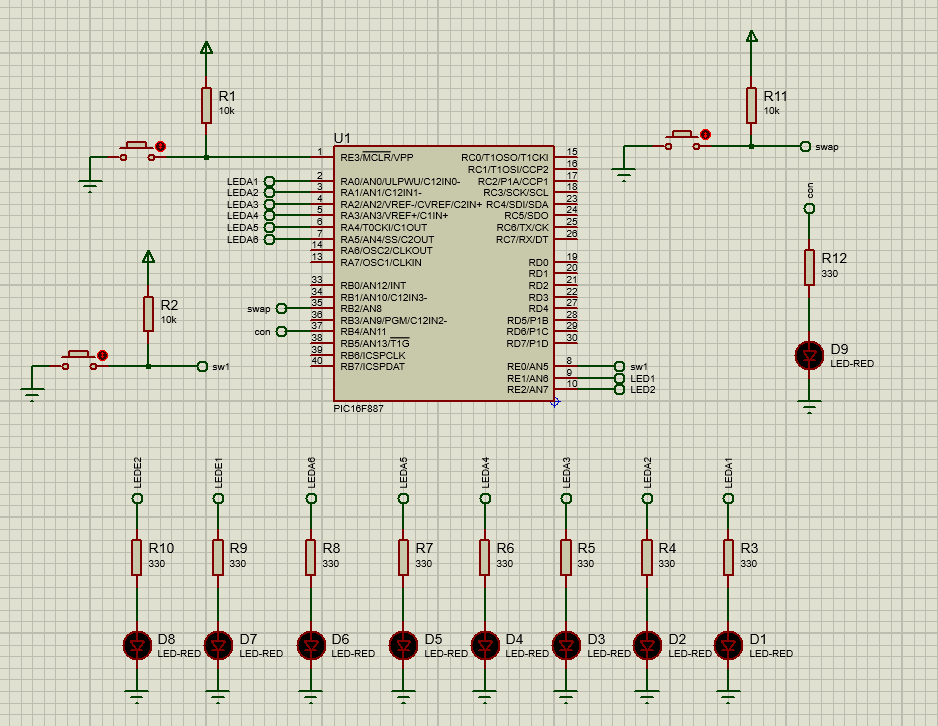 R1
10k
R11
10k
swap
U1
1
RE3/MCLR/VPP
2
RA0/AN0/ULPWU/C12IN0-
3
RA1/AN1/C12IN1-
4
RA2/AN2/VREF-/CVREF/C2IN+
5
RA3/AN3/VREF+/C1IN+
6
RA4/T0CKI/C1OUT
7
RA5/AN4/SS/C2OUT
14
RA6/OSC2/CLKOUT
13
RA7/OSC1/CLKIN
33
RB0/AN12/INT
34
RB1/AN10/C12IN3-
35
RB2/AN8
36
RB3/AN9/PGM/C12IN2-
37
RB4/AN11
38
RB5/AN13/T1G
39
RB6/ICSPCLK
40
RB7/ICSPDAT
RC0/T1OSO/T1CKI
15
RC1/T1OSI/CCP2
16
RC2/P1A/CCP1
17
RC3/SCK/SCL
18
RC4/SDI/SDA
23
RC5/SDO
24
RC6/TX/CK
25
RC7/RX/DT
26
RD0
19
RD1
20
RD2
21
RD3
22
RD4
27
RD5/P1B
28
RD6/P1C
29
RD7/P1D
30
RE0/AN5
8
RE1/AN6
9
RE2/AN7
10
PIC16F887
LEDA1
LEDA2
LEDA3
LEDA4
LEDA5
LEDA6
swap
con
sw1
LED1
LED2
R2
10k
sw1
con
R12
330
D9
LED-RED
LEDE2
LEDE1
LEDA6
LEDA5
LEDA4
LEDA3
LEDA2
LEDA1
R10
330
R9
330
R8
330
R7
330
R6
330
R5
330
R4
330
R3
330
D8
LED-RED
D7
LED-RED
D6
LED-RED
D5
LED-RED
D4
LED-RED
D3
LED-RED
D2
LED-RED
D1
LED-RED